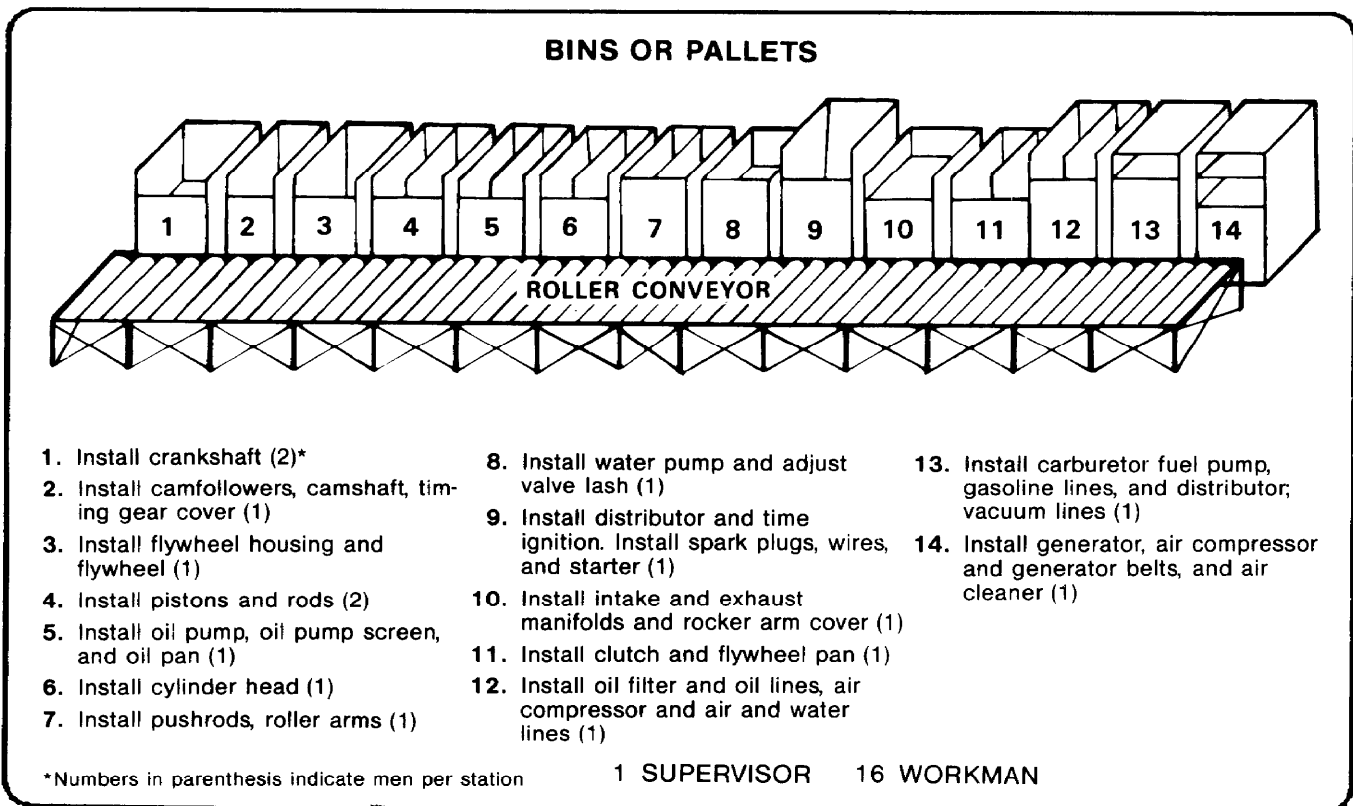 BINS OR PALLETS
1 2 3 4 5 6 7 8 9 10 11 12 13 14
ROLLER CONVEYOR
1. Install crankshaft (2)*
2. Install camfollowers, camshaft, tim-
ing gear cover (1)
3. Install flywheel housing and
flywheel (1)
4. Install pistons and rods (2)
5. Install oil pump, oil pump screen,
and oil pan (1)
6. Install cylinder head (1)
7. Install pushrods, roller arms (1)
8. Install water pump and adjust
valve lash (1)
9. Install distributor and time
ignition. Install spark plugs, wires,
and starter (1)
10. Install intake and exhaust
manifolds and rocker arm cover (1)
11. Install clutch and flywheel pan (1)
12. Install oil filter and oil lines, air
compressor and air and water
lines (1)
13. Install carburetor fuel pump,
gasoline lines, and distributor;
vacuum lines (1)
14. Install generator, air compressor
and generator belts, and air
cleaner (1)
*Numbers in parenthesis indicate men per station
1 SUPERVISOR 16 WORKMAN